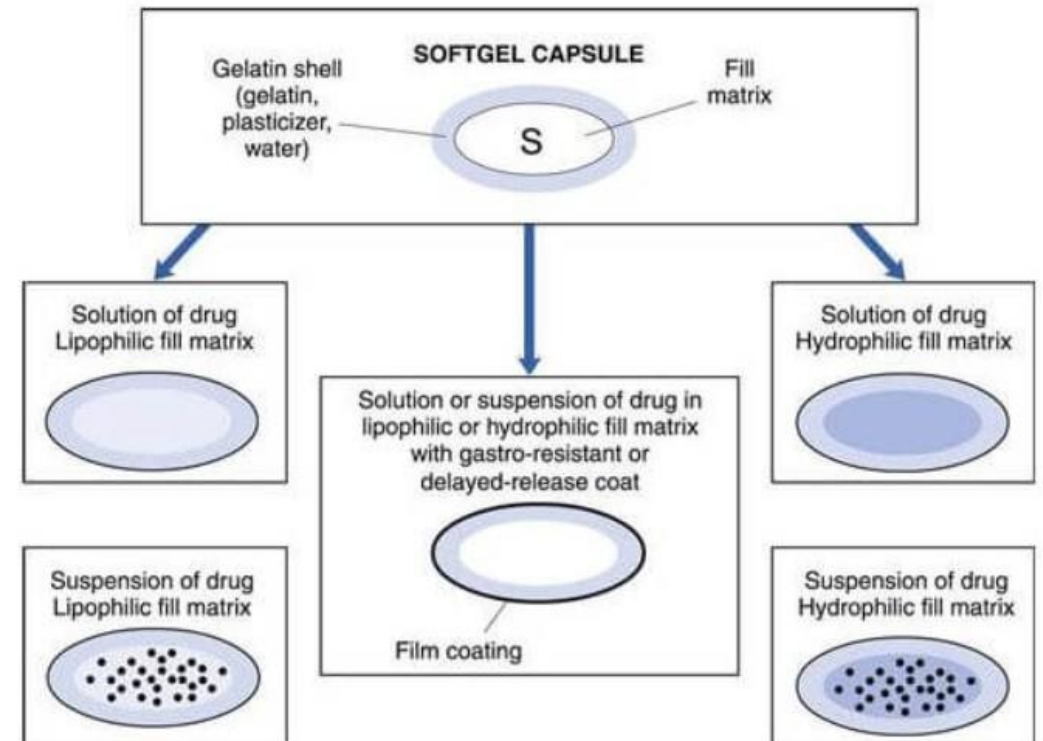 SOFTGEL CAPSULE
Gelatin shell
(gelatin,
plasticizer,
water)
Fill
matrix
S
Solution of drug
Lipophilic fill matrix
Solution of drug
Hydrophilic fill matrix
Solution or suspension of drug in
lipophilic or hydrophilic fill matrix
with gastro-resistant or
delayed-release coat
Film coating
Suspension of drug
Lipophilic fill matrix
Suspension of drug
Hydrophilic fill matrix